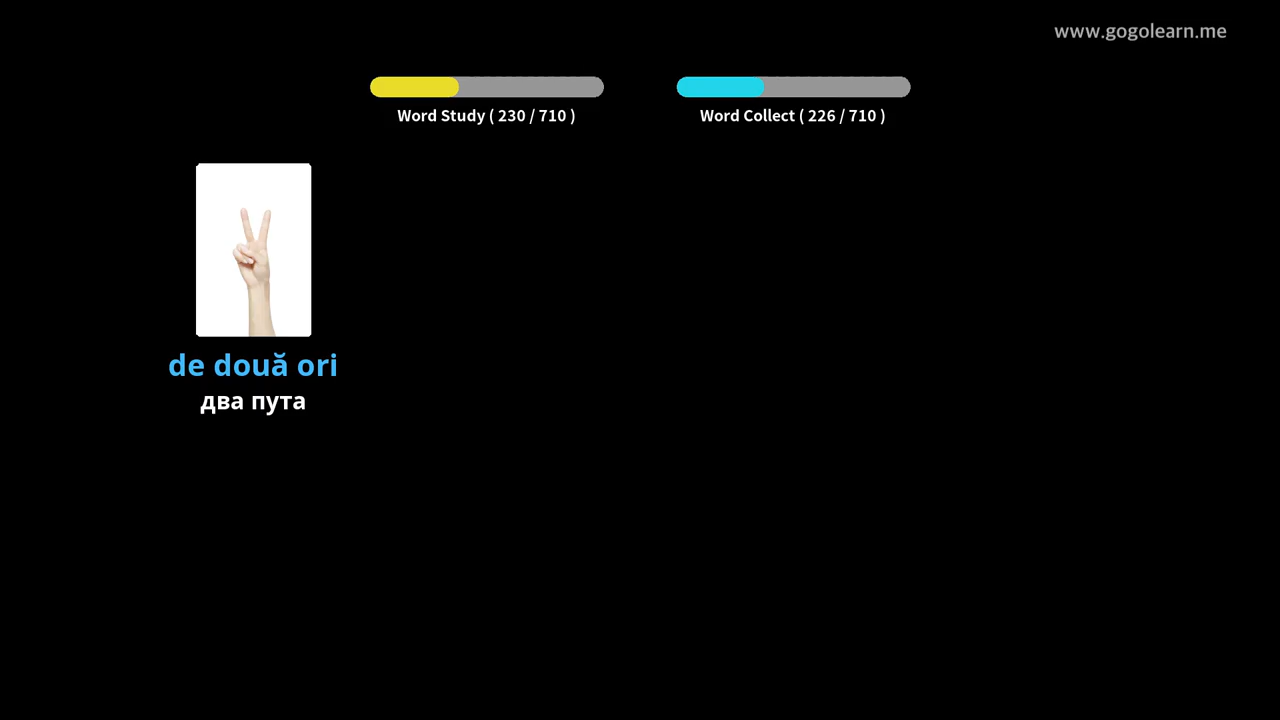 www.gogolearn.me
Word Study ( 230 / 710 )
Word Collect ( 226 / 710 )
de două ori
два пута